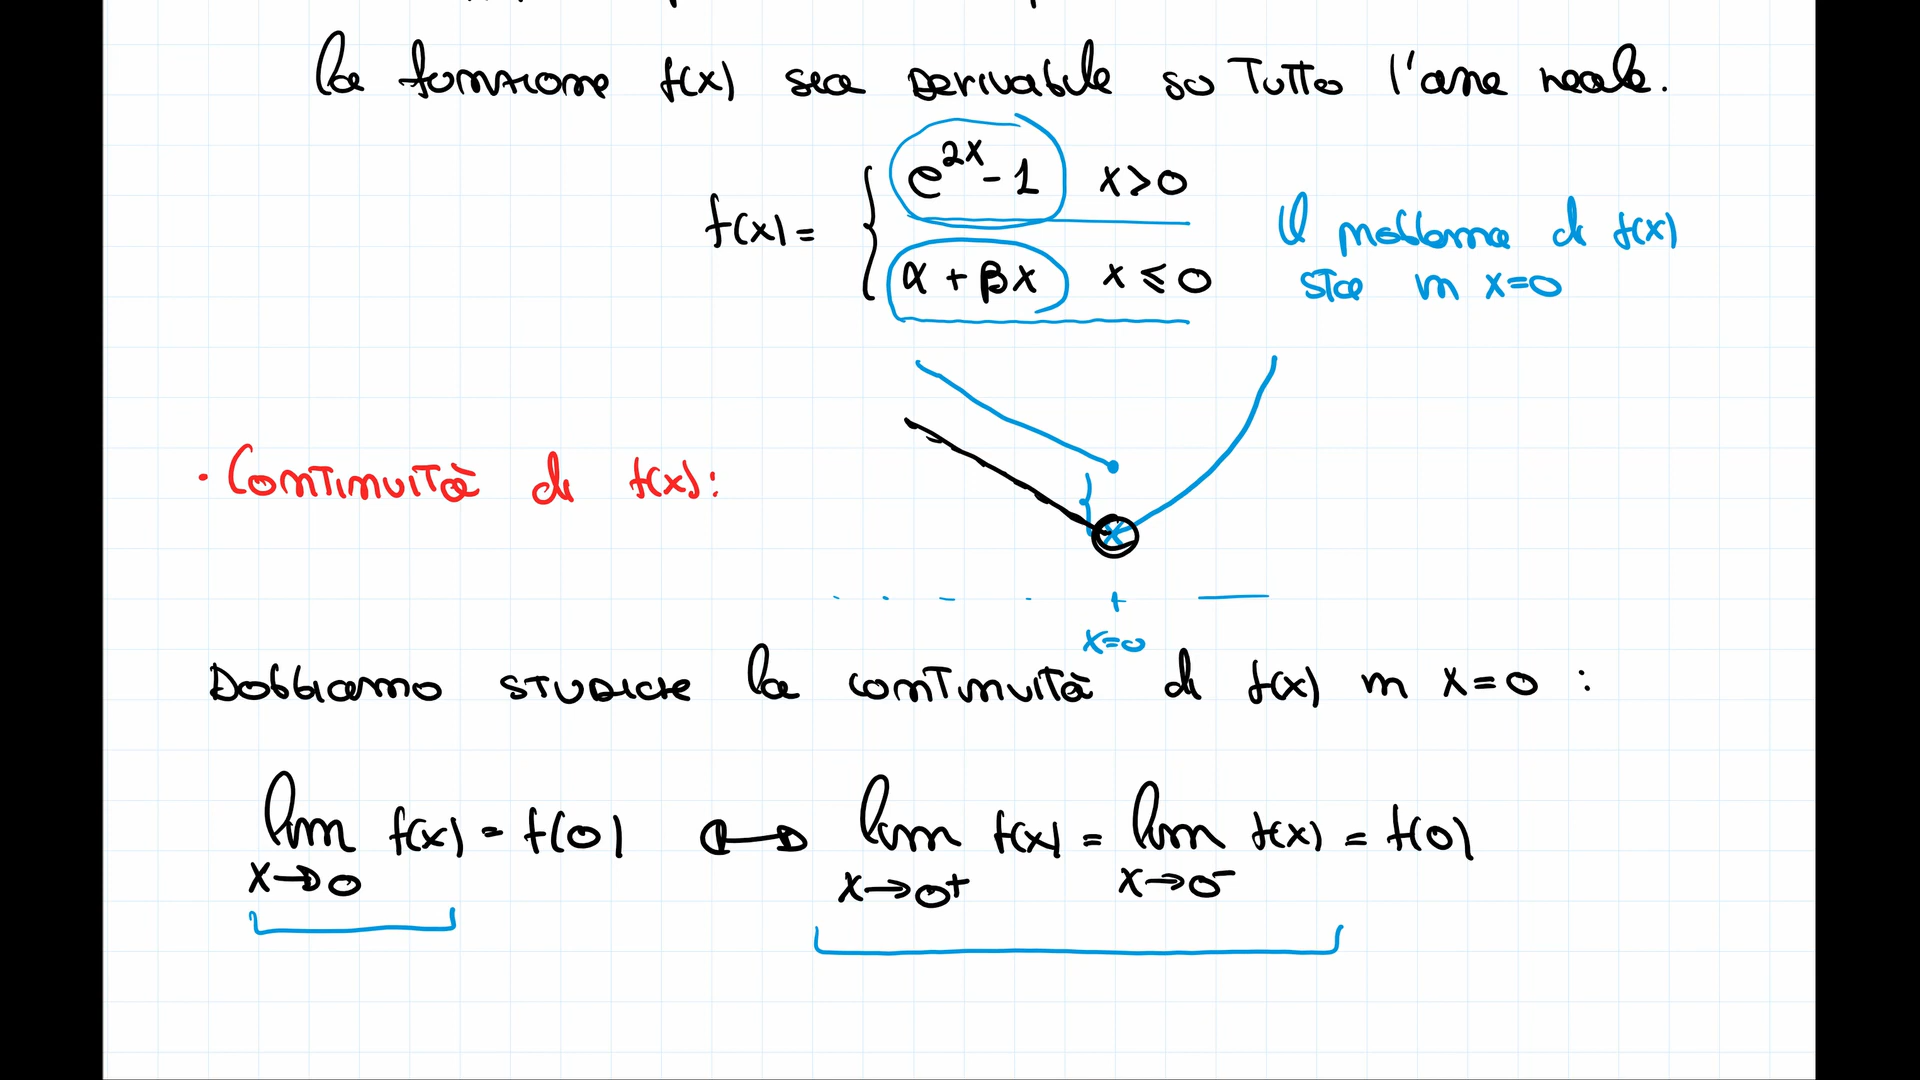 la funzione f(x) sia derivabile su tutto l'asse reale.
f(x) = { e^{2x} - 1 x > 0
α + βx x ⩽ 0
Il problema di f(x)
sta in x=0
· Continuità di f(x):
x=0
Dobbiamo studiare la continuità di f(x) in x=0 :
lim f(x) = f(0) ⟷ lim f(x) = lim f(x) = f(0)
x→0 x→0⁺ x→0⁻